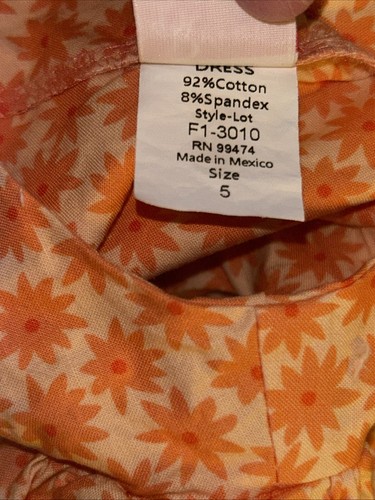 DRESS
92%Cotton
8%Spandex
Style-Lot
F1-3010
RN 99474
Made in Mexico
Size
5